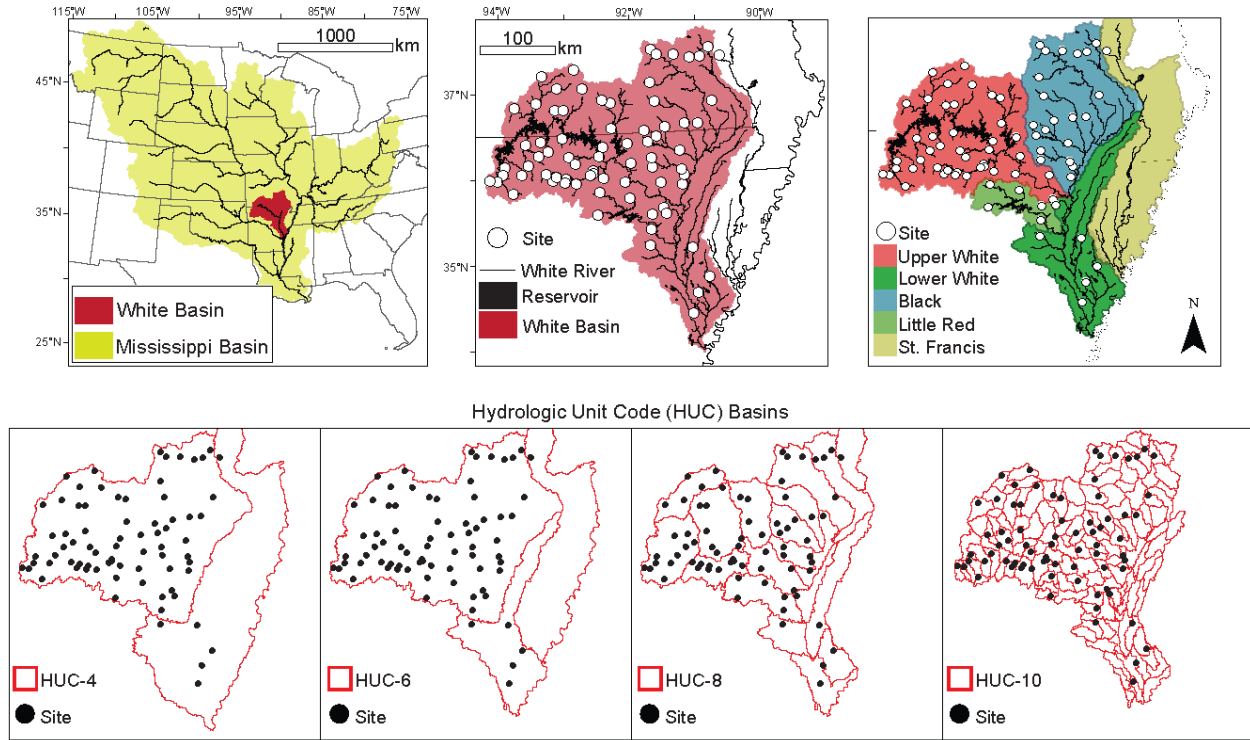 115°W 105°W 95°W 85°W 75°W
1000
km
45°N
35°N
25°N
White Basin
Mississippi Basin
94°W 92°W 90°W
100
km
37°N
35°N
Site
White River
Reservoir
White Basin
Site
Upper White
Lower White
Black
Little Red
St. Francis
N
Hydrologic Unit Code (HUC) Basins
HUC-4
Site
HUC-6
Site
HUC-8
Site
HUC-10
Site